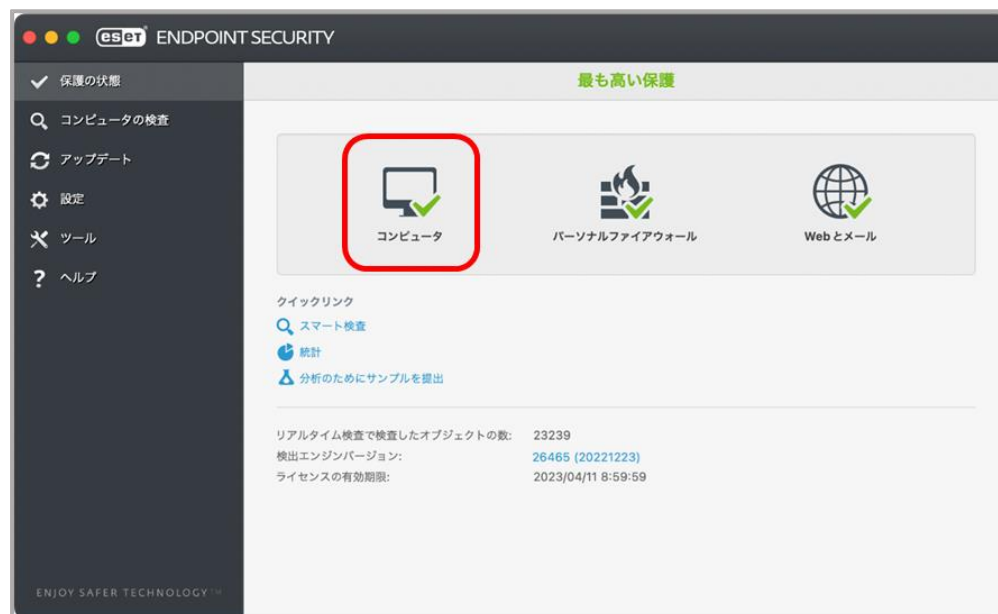 eset ENDPOINT SECURITY
保護の状態
コンピュータの検査
アップデート
設定
ツール
ヘルプ
ENJOY SAFER TECHNOLOGY™
最も高い保護
コンピュータ
パーソナルファイアウォール
Web とメール
クイックリンク
スマート検査
統計
分析のためにサンプルを提出
リアルタイム検査で検査したオブジェクトの数: 23239
検出エンジンバージョン: 26465 (20221223)
ライセンスの有効期限: 2023/04/11 8:59:59